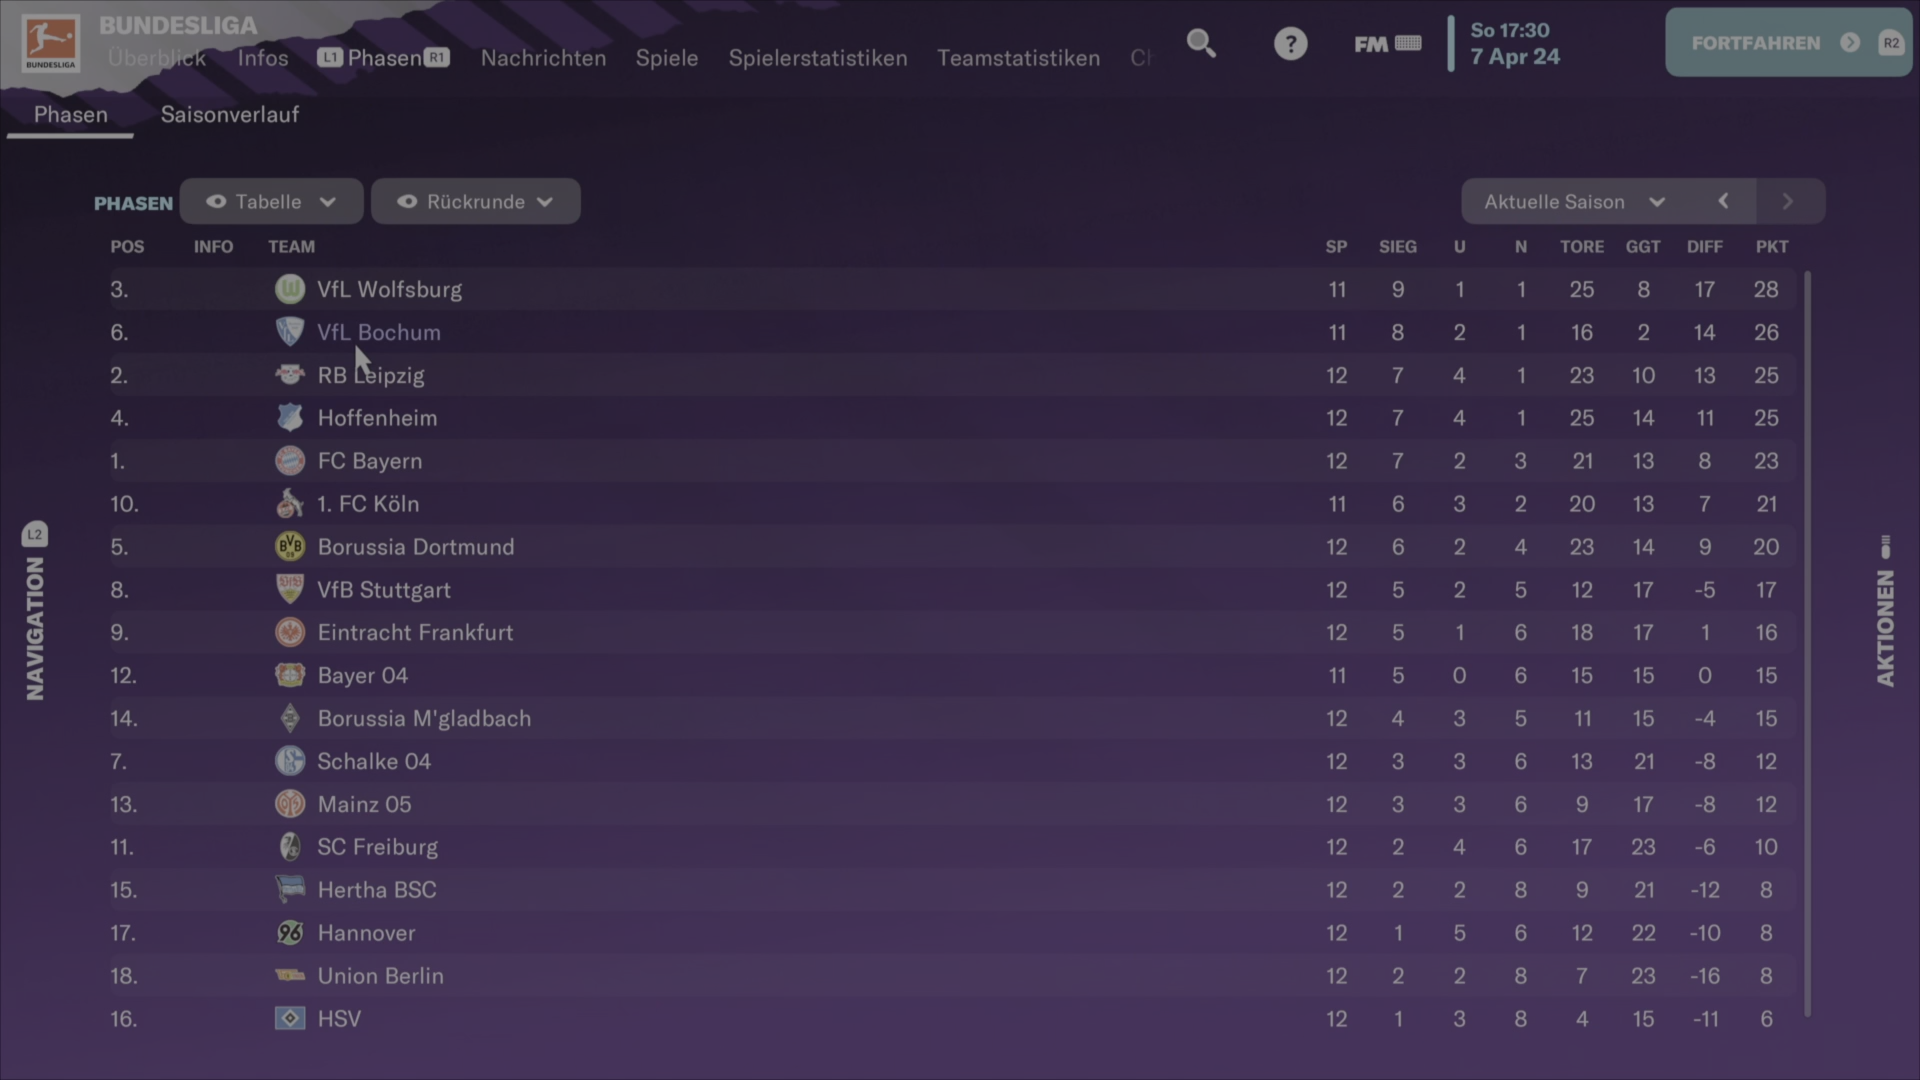 BUNDESLIGA
BUNDESLIGA
Überblick Infos L1 Phasen R1 Nachrichten Spiele Spielerstatistiken Teamstatistiken
? FM So 17:30
7 Apr 24
FORTFAHREN R2
Phasen Saisonverlauf
PHASEN Tabelle Rückrunde Aktuelle Saison
POS INFO TEAM SP SIEG U N TORE GGT DIFF PKT
3. VfL Wolfsburg 11 9 1 1 25 8 17 28
6. VfL Bochum 11 8 2 1 16 2 14 26
2. RB Leipzig 12 7 4 1 23 10 13 25
4. Hoffenheim 12 7 4 1 25 14 11 25
1. FC Bayern 12 7 2 3 21 13 8 23
10. 1. FC Köln 11 6 3 2 20 13 7 21
5. BVB 09 Borussia Dortmund 12 6 2 4 23 14 9 20
8. VfB Stuttgart 12 5 2 5 12 17 -5 17
9. Eintracht Frankfurt 12 5 1 6 18 17 1 16
12. Bayer 04 11 5 0 6 15 15 0 15
14. Borussia M'gladbach 12 4 3 5 11 15 -4 15
7. Schalke 04 12 3 3 6 13 21 -8 12
13. Mainz 05 12 3 3 6 9 17 -8 12
11. SC Freiburg 12 2 4 6 17 23 -6 10
15. Hertha BSC 12 2 2 8 9 21 -12 8
17. 96 Hannover 12 1 5 6 12 22 -10 8
18. Union Berlin 12 2 2 8 7 23 -16 8
16. HSV 12 1 3 8 4 15 -11 6
NAVIGATION L2
AKTIONEN